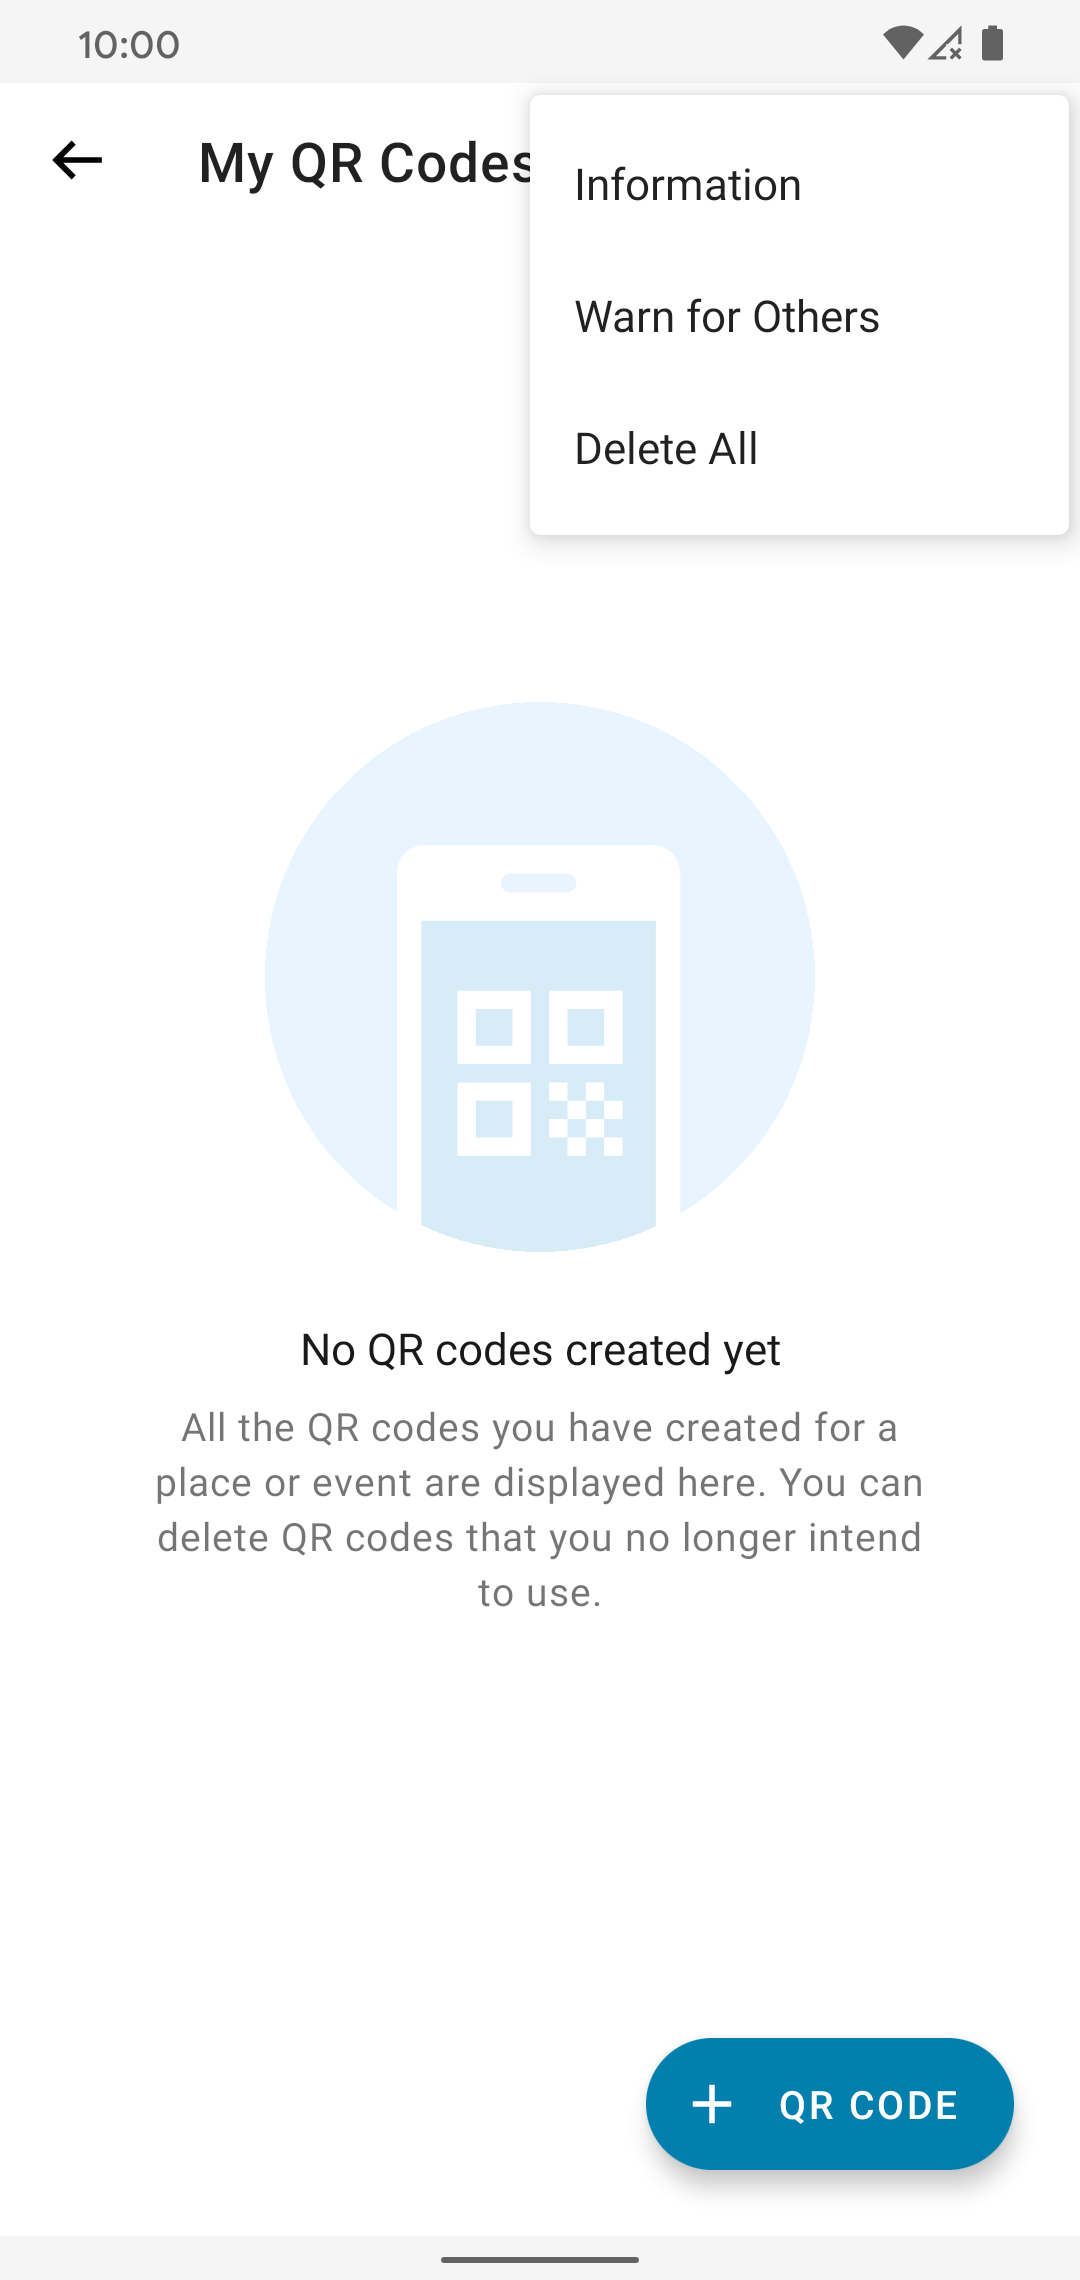 10:00
My QR Codes
Information
Warn for Others
Delete All
No QR codes created yet
All the QR codes you have created for a
place or event are displayed here. You can
delete QR codes that you no longer intend
to use.
QR CODE